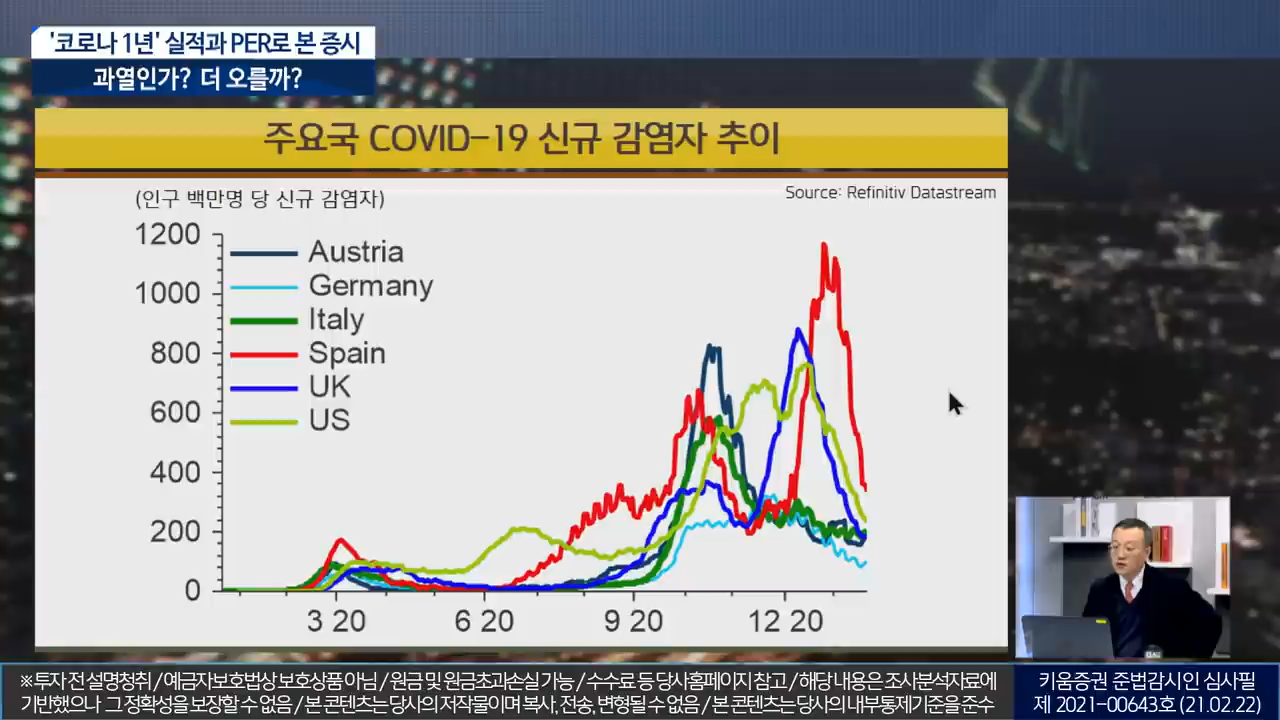 '코로나 1년' 실적과 PER로 본 증시
과열인가? 더 오를까?
주요국 COVID-19 신규 감염자 추이
(인구 백만명 당 신규 감염자)
Source: Refinitiv Datastream
1200
1000
800
600
400
200
0
Austria
Germany
Italy
Spain
UK
US
3 20
6 20
9 20
12 20
※ 투자 전 설명청취 / 예금자보호법상 보호상품 아님 / 원금 및 원금초과손실 가능 / 수수료 등 당사홈페이지 참고 / 해당 내용은 조사분석자료에
기반했으나 그 정확성을 보장할 수 없음 / 본 콘텐츠는 당사의 저작물이며 복사, 전송, 변형될 수 없음 / 본 콘텐츠는 당사의 내부통제기준을 준수
키움증권 준법감시인 심사필
제 2021-00643호 (21.02.22)